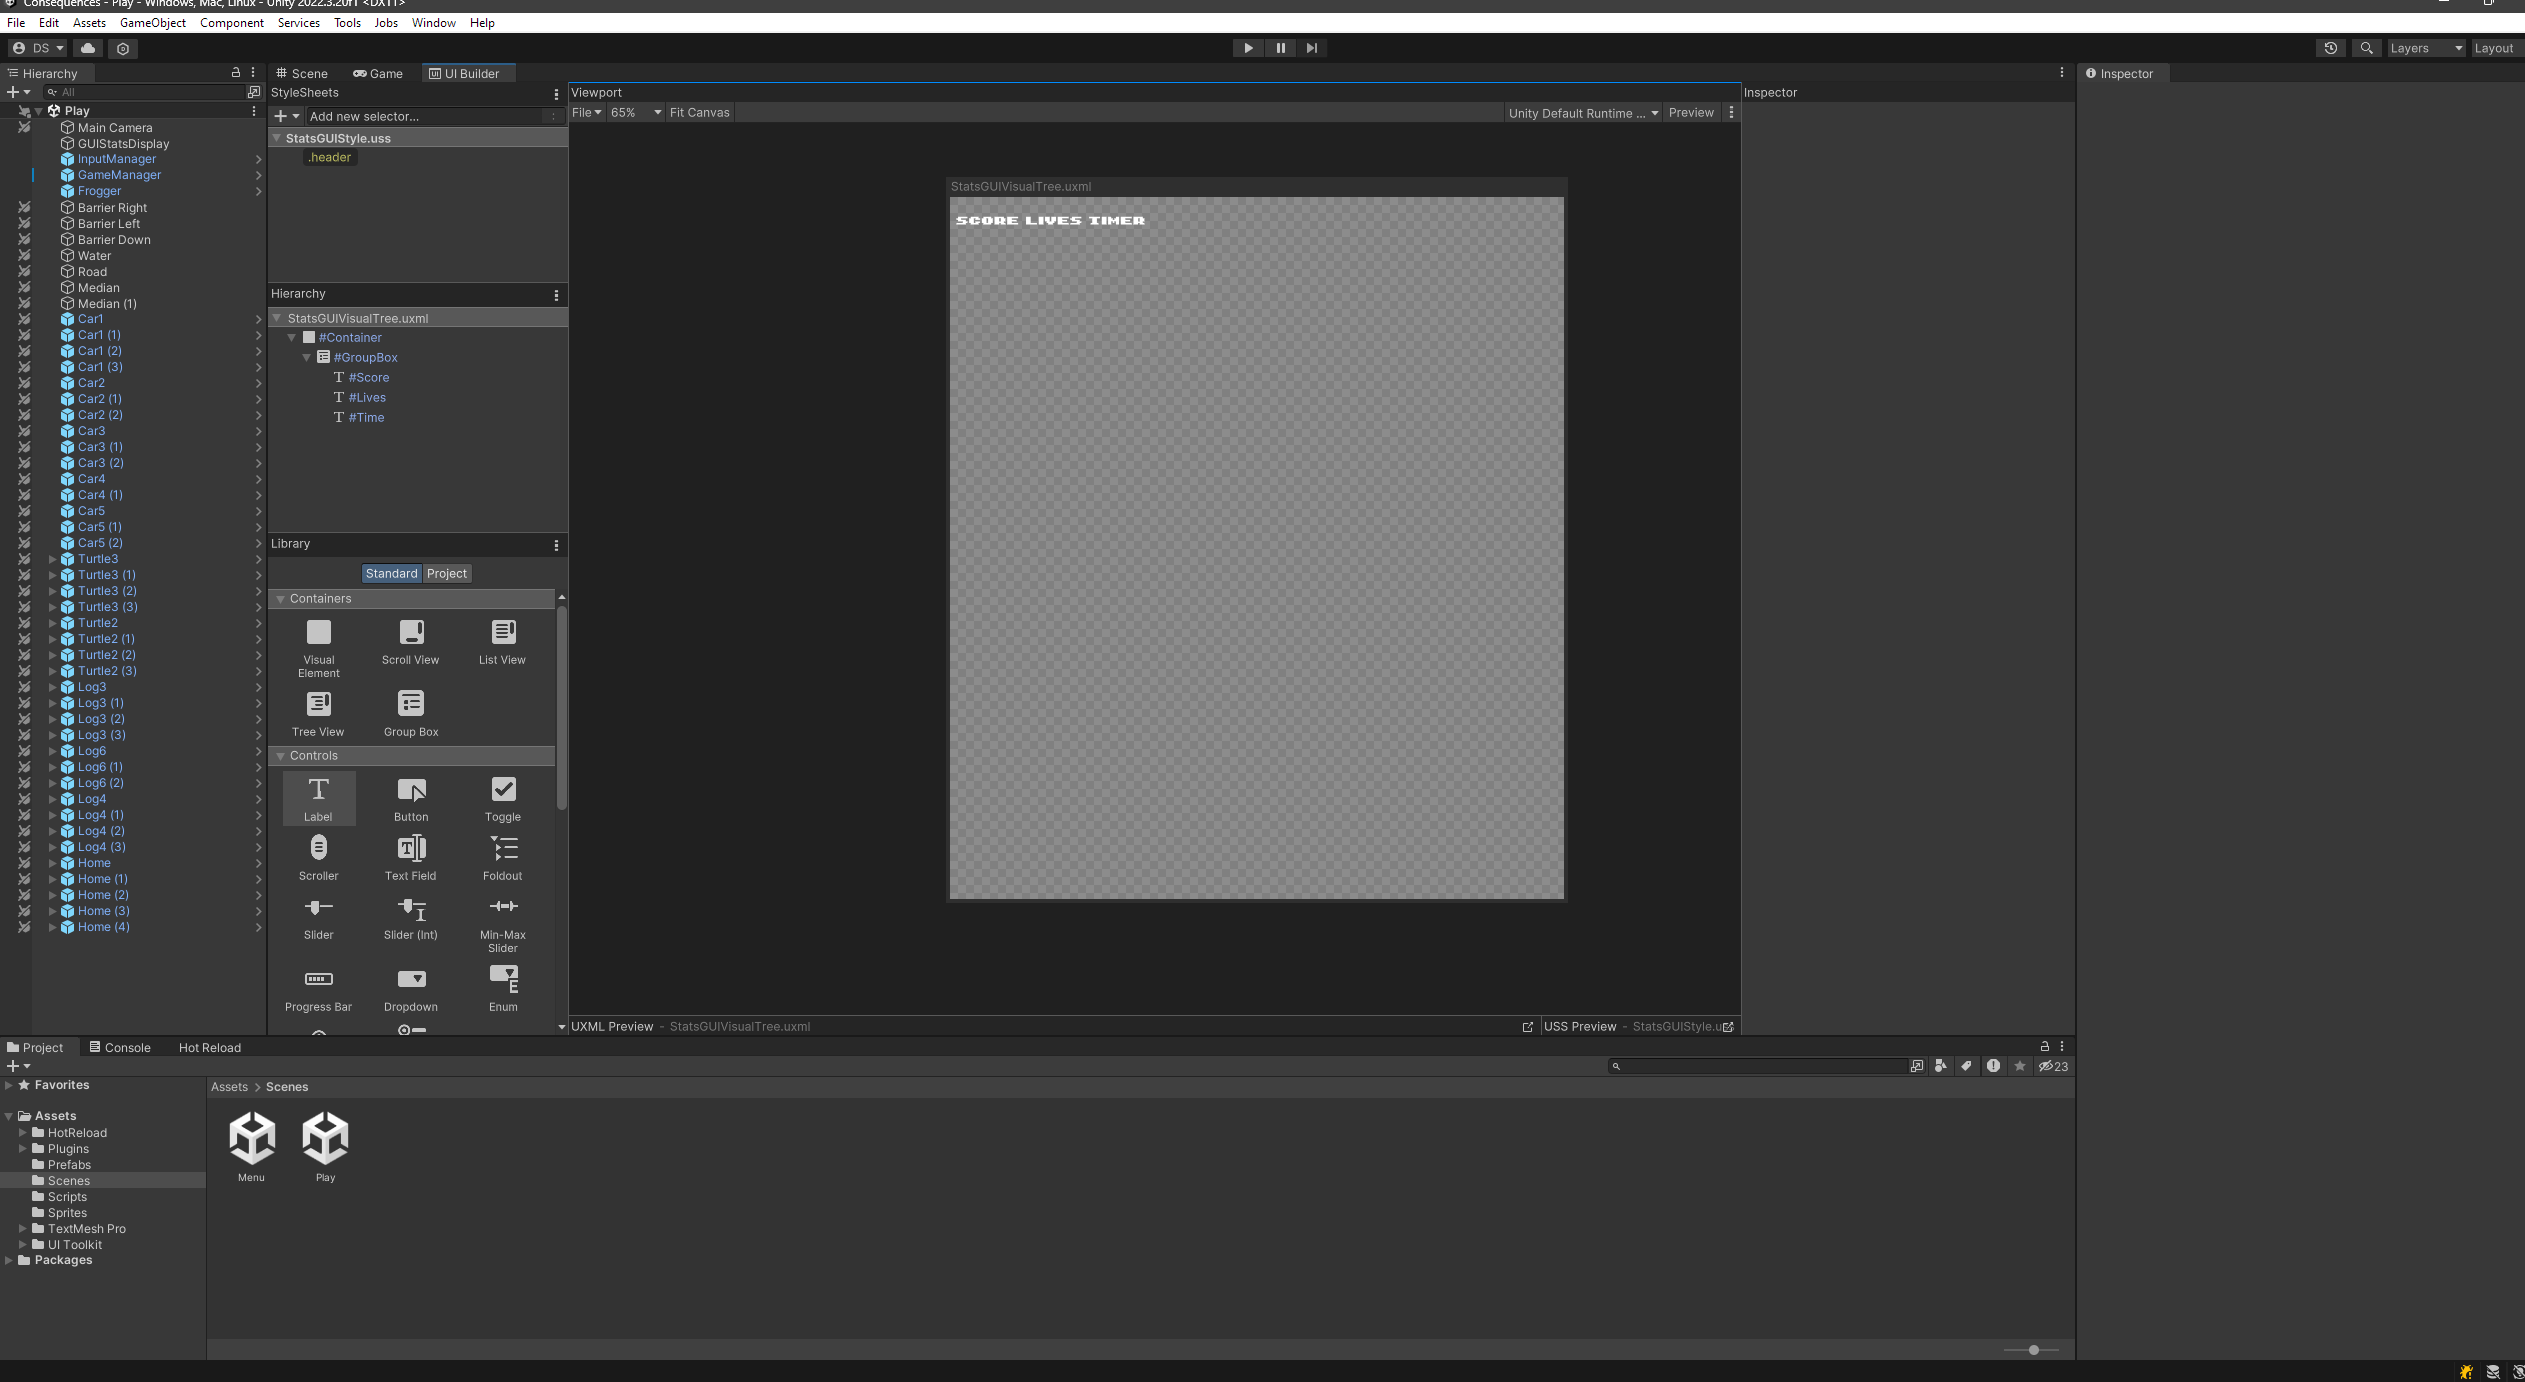 Consequences - Play - Windows, Mac, Linux - Unity 2022.3.20f1 <DX11>
File Edit Assets GameObject Component Services Tools Jobs Window Help
DS
Layers Layout
Hierarchy
All
Play
Main Camera
GUIStatsDisplay
InputManager
GameManager
Frogger
Barrier Right
Barrier Left
Barrier Down
Water
Road
Median
Median (1)
Car1
Car1 (1)
Car1 (2)
Car1 (3)
Car2
Car2 (1)
Car2 (2)
Car3
Car3 (1)
Car3 (2)
Car4
Car4 (1)
Car5
Car5 (1)
Car5 (2)
Turtle3
Turtle3 (1)
Turtle3 (2)
Turtle3 (3)
Turtle2
Turtle2 (1)
Turtle2 (2)
Turtle2 (3)
Log3
Log3 (1)
Log3 (2)
Log3 (3)
Log6
Log6 (1)
Log6 (2)
Log4
Log4 (1)
Log4 (2)
Log4 (3)
Home
Home (1)
Home (2)
Home (3)
Home (4)
Scene Game UI Builder
StyleSheets
Add new selector...
StatsGUIStyle.uss
.header
Hierarchy
StatsGUIVisualTree.uxml
#Container
#GroupBox
#Score
#Lives
#Time
Library
Standard Project
Containers
Visual Element
Scroll View
List View
Tree View
Group Box
Controls
Label
Button
Toggle
Scroller
Text Field
Foldout
Slider
Slider (Int)
Min-Max Slider
Progress Bar
Dropdown
Enum
Viewport
File 65% Fit Canvas
Unity Default Runtime ... Preview
StatsGUIVisualTree.uxml
SCORE LIVES TIMER
UXML Preview - StatsGUIVisualTree.uxml
USS Preview - StatsGUIStyle.u
Inspector
Inspector
Project Console Hot Reload
23
Favorites
Assets
HotReload
Plugins
Prefabs
Scenes
Scripts
Sprites
TextMesh Pro
UI Toolkit
Packages
Assets > Scenes
Menu
Play